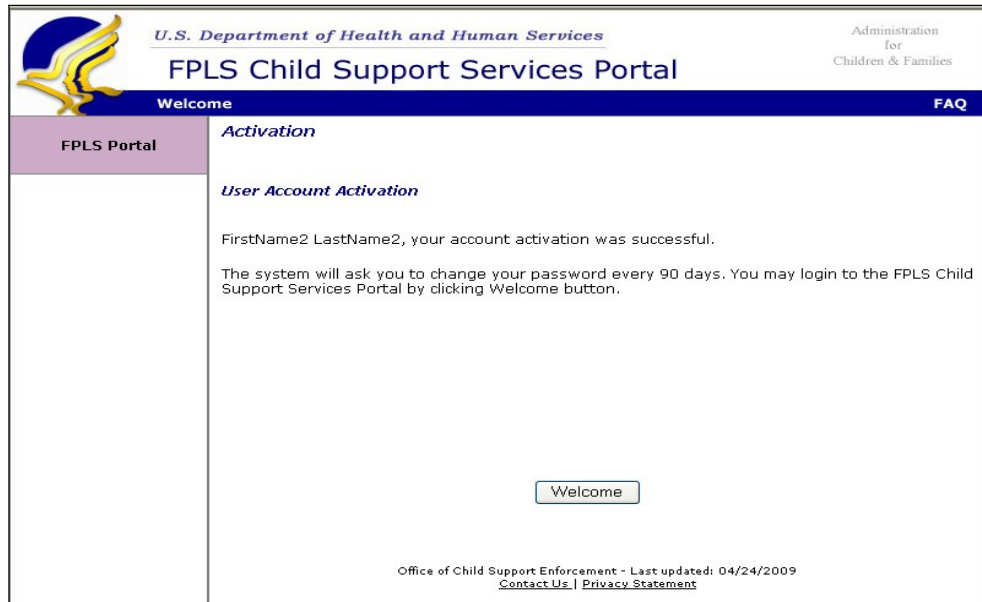 U.S. Department of Health and Human Services
FPLS Child Support Services Portal
Administration
for
Children & Families
Welcome
FAQ
FPLS Portal
Activation
User Account Activation
FirstName2 LastName2, your account activation was successful.
The system will ask you to change your password every 90 days. You may login to the FPLS Child
Support Services Portal by clicking Welcome button.
Welcome
Office of Child Support Enforcement - Last updated: 04/24/2009
Contact Us | Privacy Statement